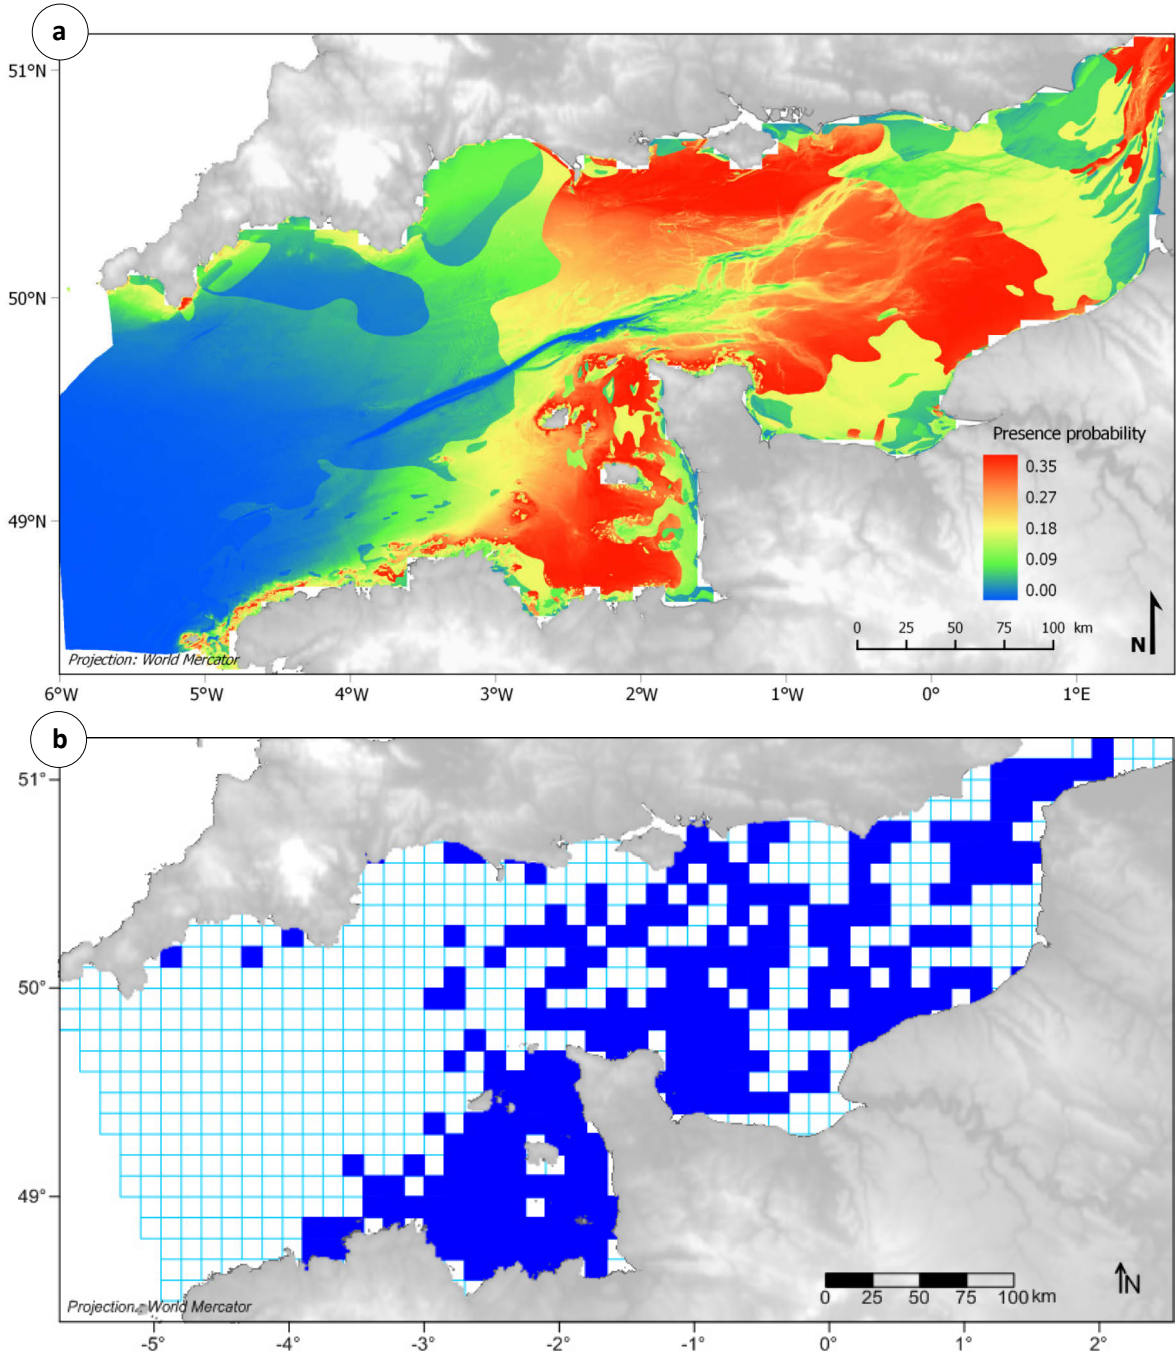 a
51°N
50°N
49°N
Presence probability
0.35
0.27
0.18
0.09
0.00
0 25 50 75 100 km
N
Projection: World Mercator
6°W 5°W 4°W 3°W 2°W 1°W 0° 1°E
b
51°
50°
49°
0 25 50 75 100 km
N
Projection : World Mercator
-5° -4° -3° -2° -1° 0° 1° 2°